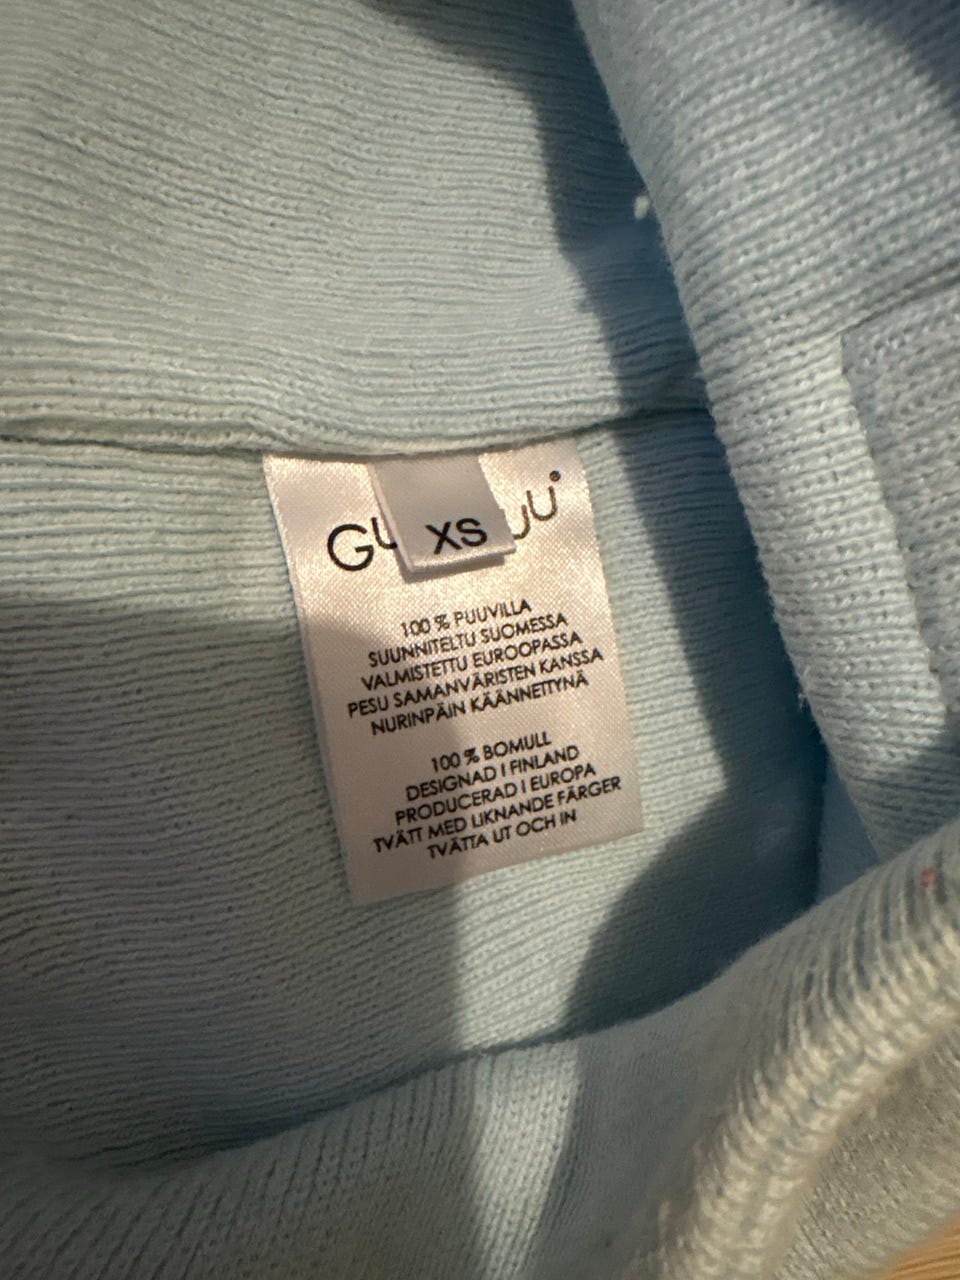 XS
100 % PUUVILLA
SUUNNITELTU SUOMESSA
VALMISTETTU EUROOPASSA
PESU SAMANVÄRISTEN KANSSA
NURINPÄIN KÄÄNNETTYNÄ
100 % BOMULL
DESIGNAD I FINLAND
PRODUCERAD I EUROPA
TVÄTT MED LIKNANDE FÄRGER
TVÄTTA UT OCH IN